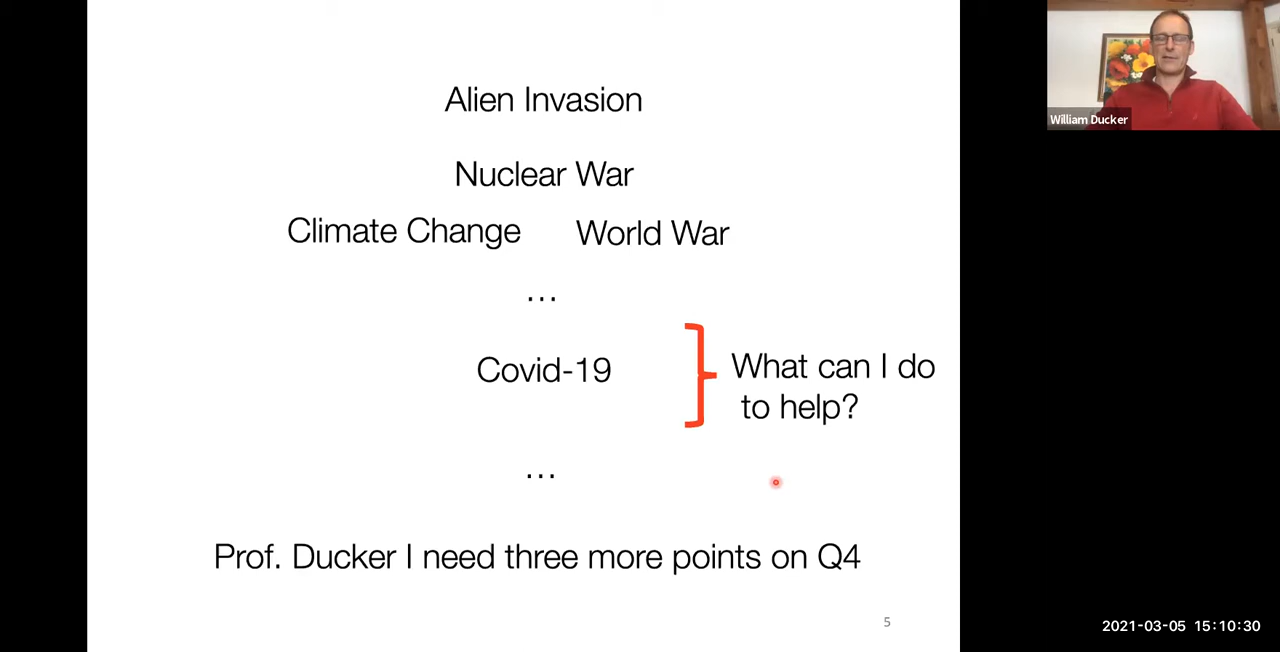 Alien Invasion
Nuclear War
Climate Change World War
...
Covid-19
What can I do
to help?
...
Prof. Ducker I need three more points on Q4
5
William Ducker
2021-03-05 15:10:30